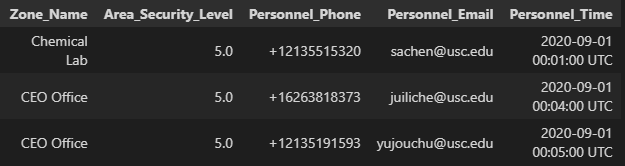 Zone_Name Area_Security_Level Personnel_Phone Personnel_Email Personnel_Time
Chemical Lab 5.0 +12135515320 sachen@usc.edu 2020-09-01 00:01:00 UTC
CEO Office 5.0 +16263818373 juiliche@usc.edu 2020-09-01 00:04:00 UTC
CEO Office 5.0 +12135191593 yujouchu@usc.edu 2020-09-01 00:05:00 UTC